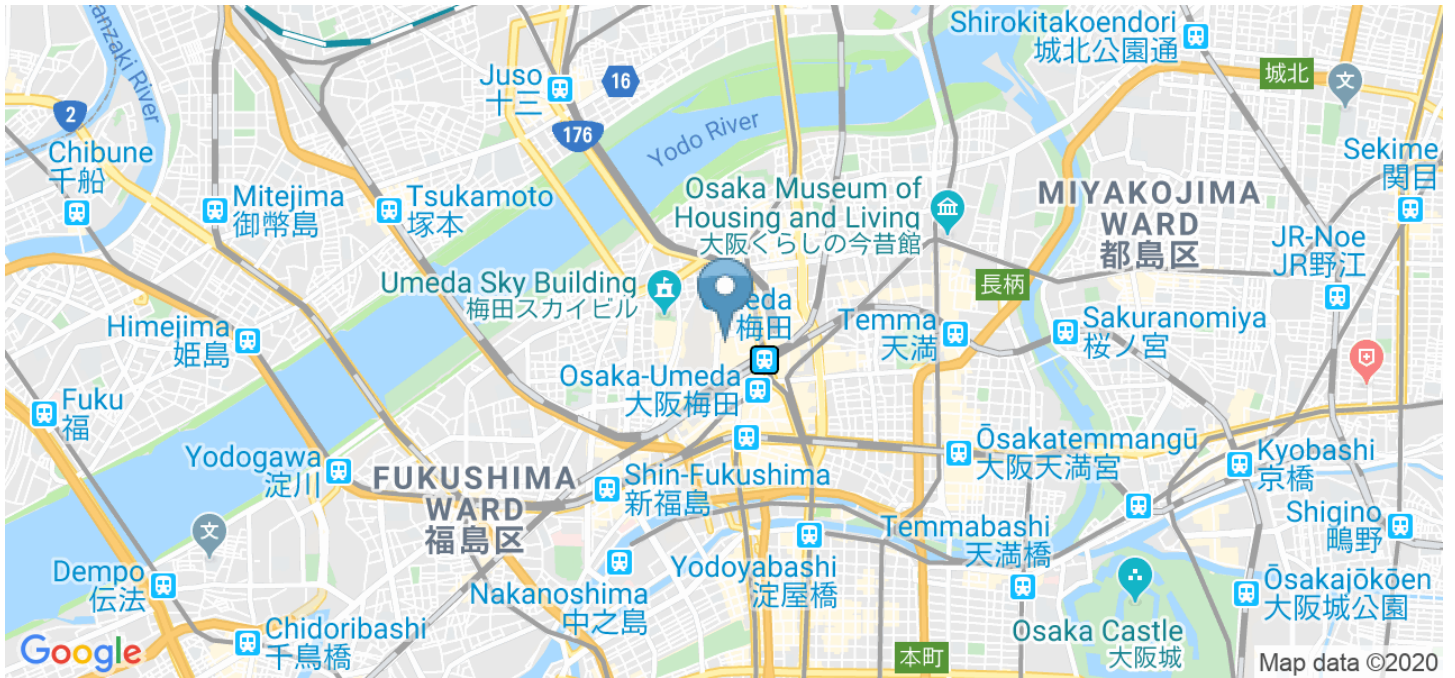 Shirokitakoendori
城北公園通
Juso
十三
16
城北
2
anzaki River
176
Yodo River
Chibune
千船
Sekime
関目
Mitejima
御幣島
Tsukamoto
塚本
Osaka Museum of
Housing and Living
大阪くらしの今昔館
MIYAKOJIMA
WARD
都島区
JR-Noe
JR野江
Umeda Sky Building
梅田スカイビル
長柄
eda
梅田
Himejima
姫島
Temma
天満
Sakuranomiya
桜ノ宮
Osaka-Umeda
大阪梅田
Fuku
福
Yodogawa
淀川
FUKUSHIMA
WARD
福島区
Shin-Fukushima
新福島
Ōsakatemmangū
大阪天満宮
Kyobashi
京橋
文
文
Temmabashi
天満橋
Shigino
鴫野
Dempo
伝法
Nakanoshima
中之島
Yodoyabashi
淀屋橋
Ōsakajōkōen
大阪城公園
Chidoribashi
千鳥橋
Osaka Castle
大阪城
本町
Google
Map data ©2020